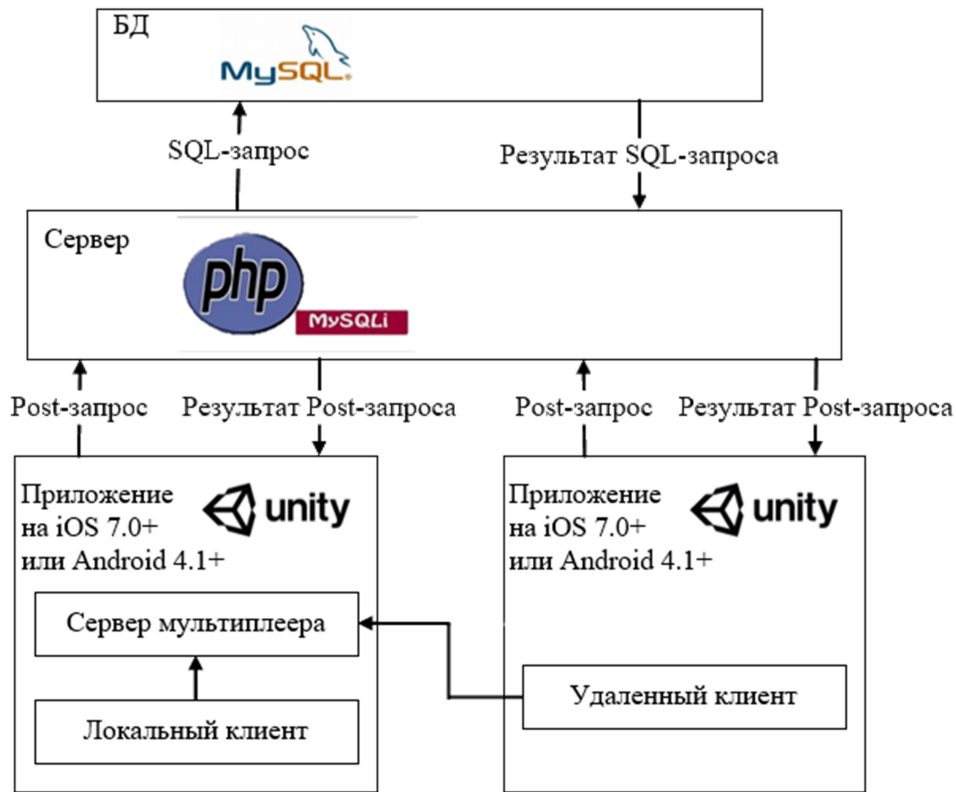 БД
MySQL®
SQL-запрос
Результат SQL-запроса
Сервер
php
MySQLi
Post-запрос
Результат Post-запроса
Post-запрос
Результат Post-запроса
Приложение
на iOS 7.0+
или Android 4.1+
unity
Сервер мультиплеера
Локальный клиент
Приложение
на iOS 7.0+
или Android 4.1+
unity
Удаленный клиент